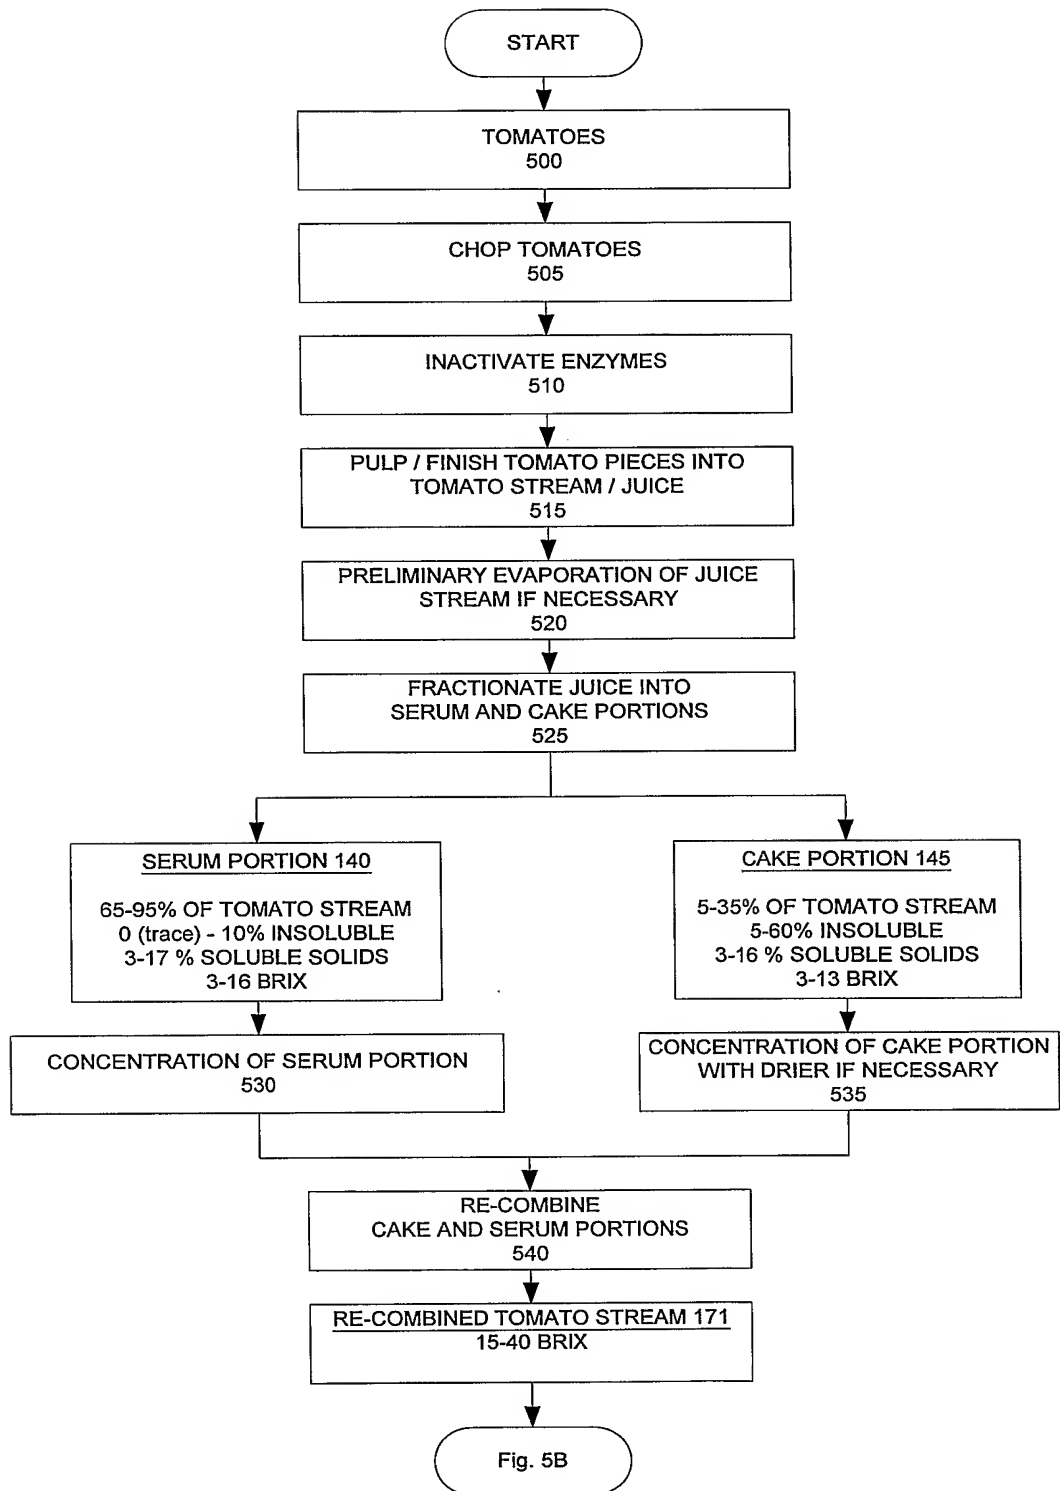 START
TOMATOES
500
CHOP TOMATOES
505
INACTIVATE ENZYMES
510
PULP / FINISH TOMATO PIECES INTO
TOMATO STREAM / JUICE
515
PRELIMINARY EVAPORATION OF JUICE
STREAM IF NECESSARY
520
FRACTIONATE JUICE INTO
SERUM AND CAKE PORTIONS
525
SERUM PORTION 140
65-95% OF TOMATO STREAM
0 (trace) - 10% INSOLUBLE
3-17 % SOLUBLE SOLIDS
3-16 BRIX
CAKE PORTION 145
5-35% OF TOMATO STREAM
5-60% INSOLUBLE
3-16 % SOLUBLE SOLIDS
3-13 BRIX
CONCENTRATION OF SERUM PORTION
530
CONCENTRATION OF CAKE PORTION
WITH DRIER IF NECESSARY
535
RE-COMBINE
CAKE AND SERUM PORTIONS
540
RE-COMBINED TOMATO STREAM 171
15-40 BRIX
Fig. 5B